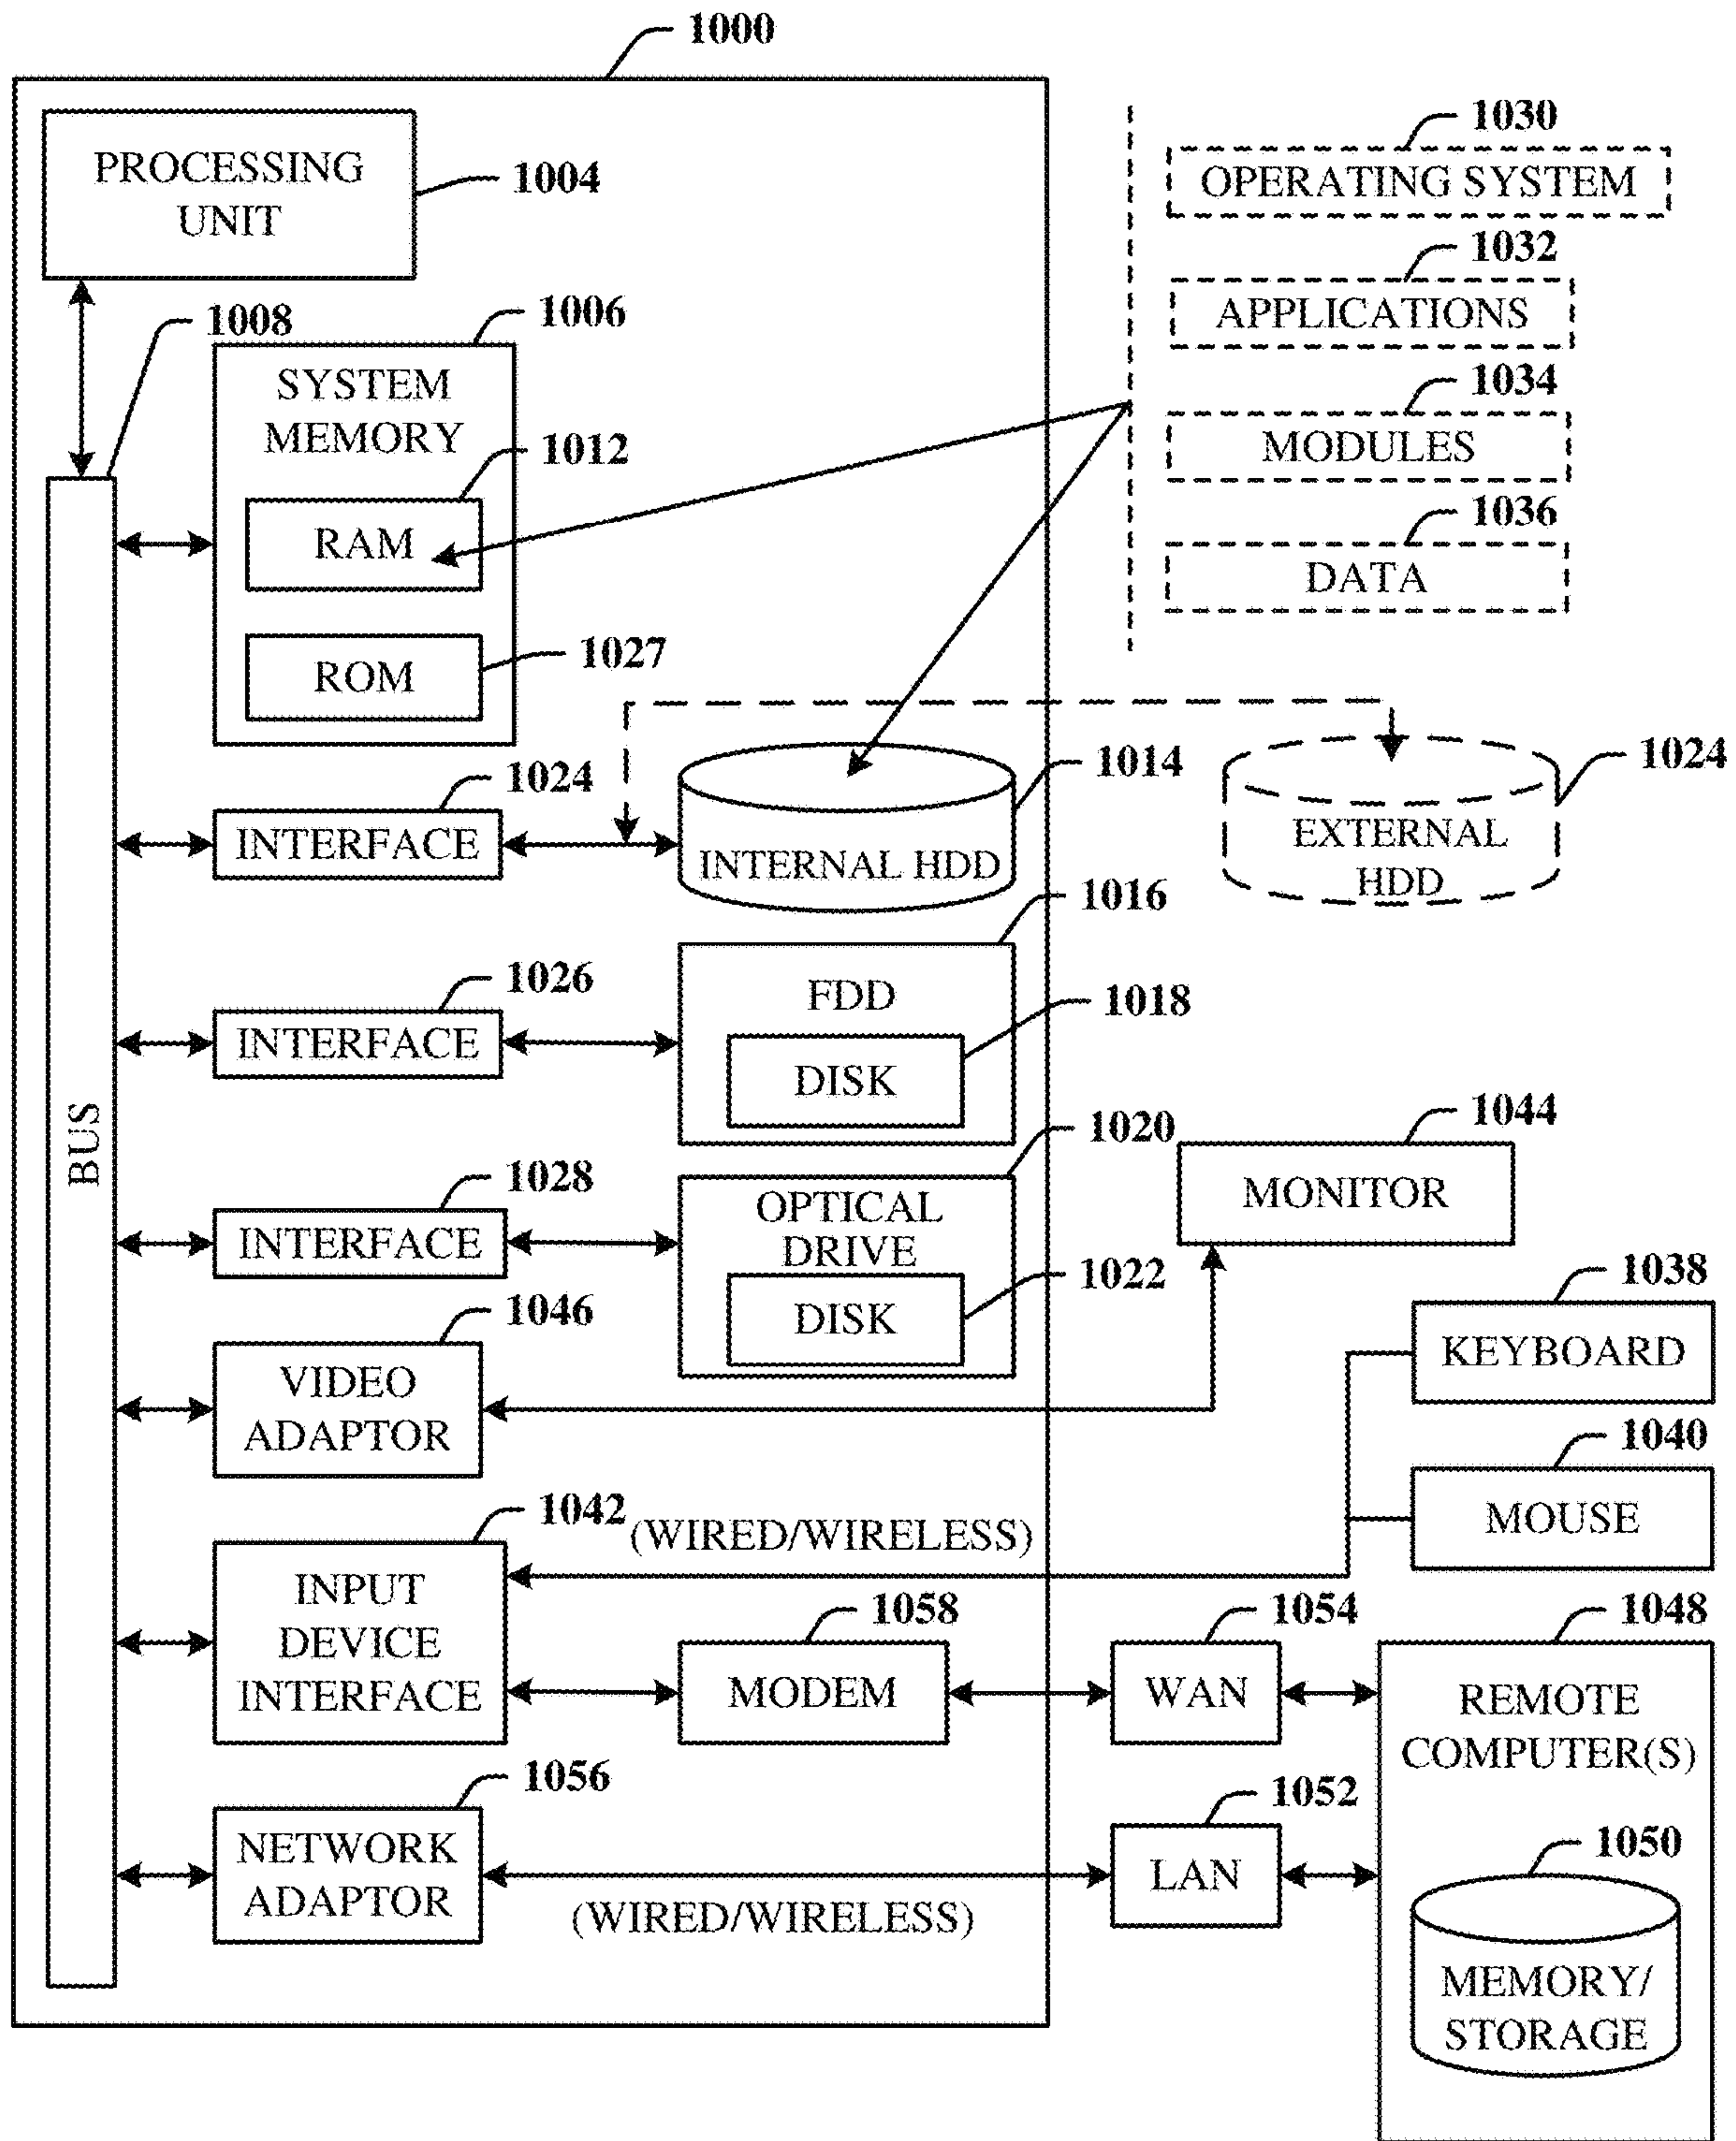 1000
PROCESSING
UNIT
1004
1030
OPERATING SYSTEM
1032
APPLICATIONS
1034
MODULES
1036
DATA
1008
1006
SYSTEM
MEMORY
1012
RAM
1027
ROM
1024
INTERFACE
1014
INTERNAL HDD
1024
EXTERNAL
HDD
1016
FDD
1018
DISK
1026
INTERFACE
BUS
1020
OPTICAL
DRIVE
1022
DISK
1028
INTERFACE
1044
MONITOR
1046
VIDEO
ADAPTOR
1038
KEYBOARD
1040
MOUSE
1042
(WIRED/WIRELESS)
INPUT
DEVICE
INTERFACE
1058
MODEM
1054
WAN
1048
REMOTE
COMPUTER(S)
1056
NETWORK
ADAPTOR
(WIRED/WIRELESS)
1052
LAN
1050
MEMORY/
STORAGE